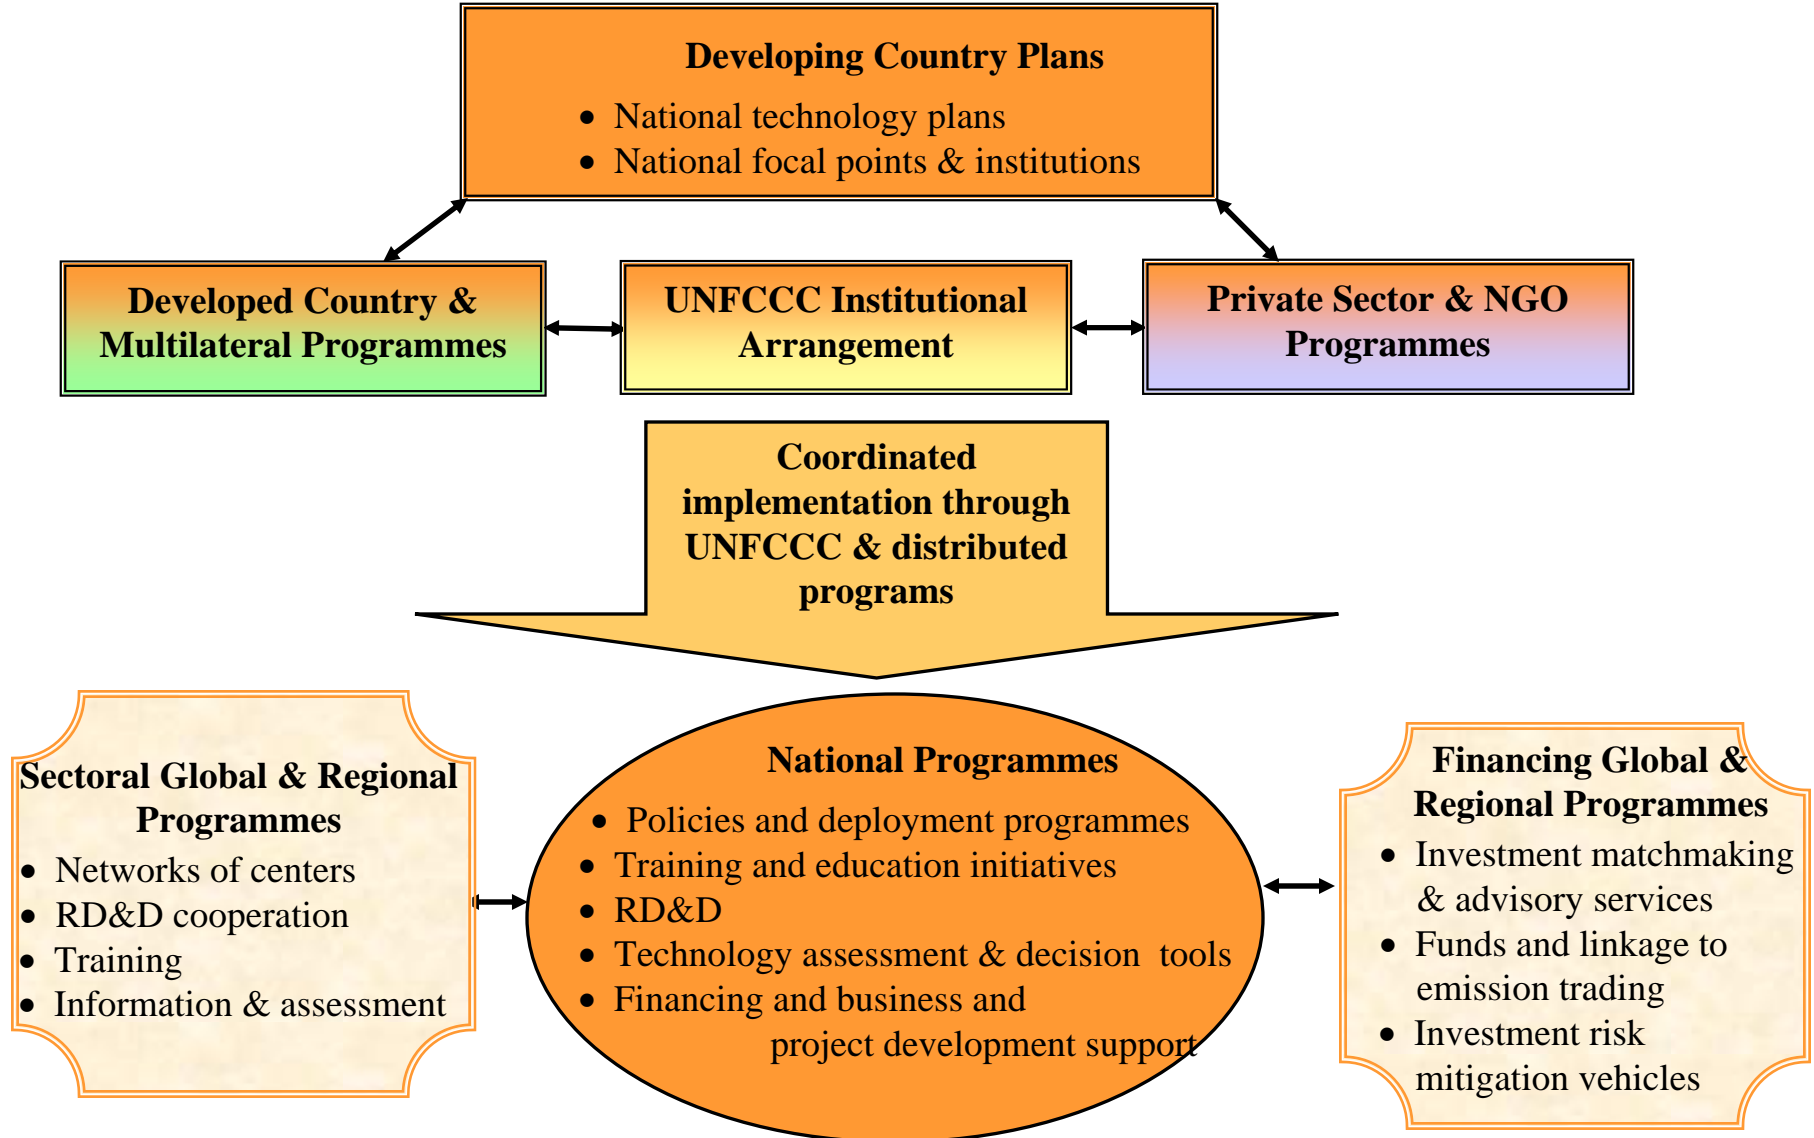 Developing Country Plans
• National technology plans
• National focal points & institutions
Developed Country &
Multilateral Programmes
UNFCCC Institutional
Arrangement
Private Sector & NGO
Programmes
Coordinated
implementation through
UNFCCC & distributed
programs
Sectoral Global & Regional
Programmes
• Networks of centers
• RD&D cooperation
• Training
• Information & assessment
National Programmes
• Policies and deployment programmes
• Training and education initiatives
• RD&D
• Technology assessment & decision tools
• Financing and business and
project development support
Financing Global &
Regional Programmes
• Investment matchmaking
& advisory services
• Funds and linkage to
emission trading
• Investment risk
mitigation vehicles